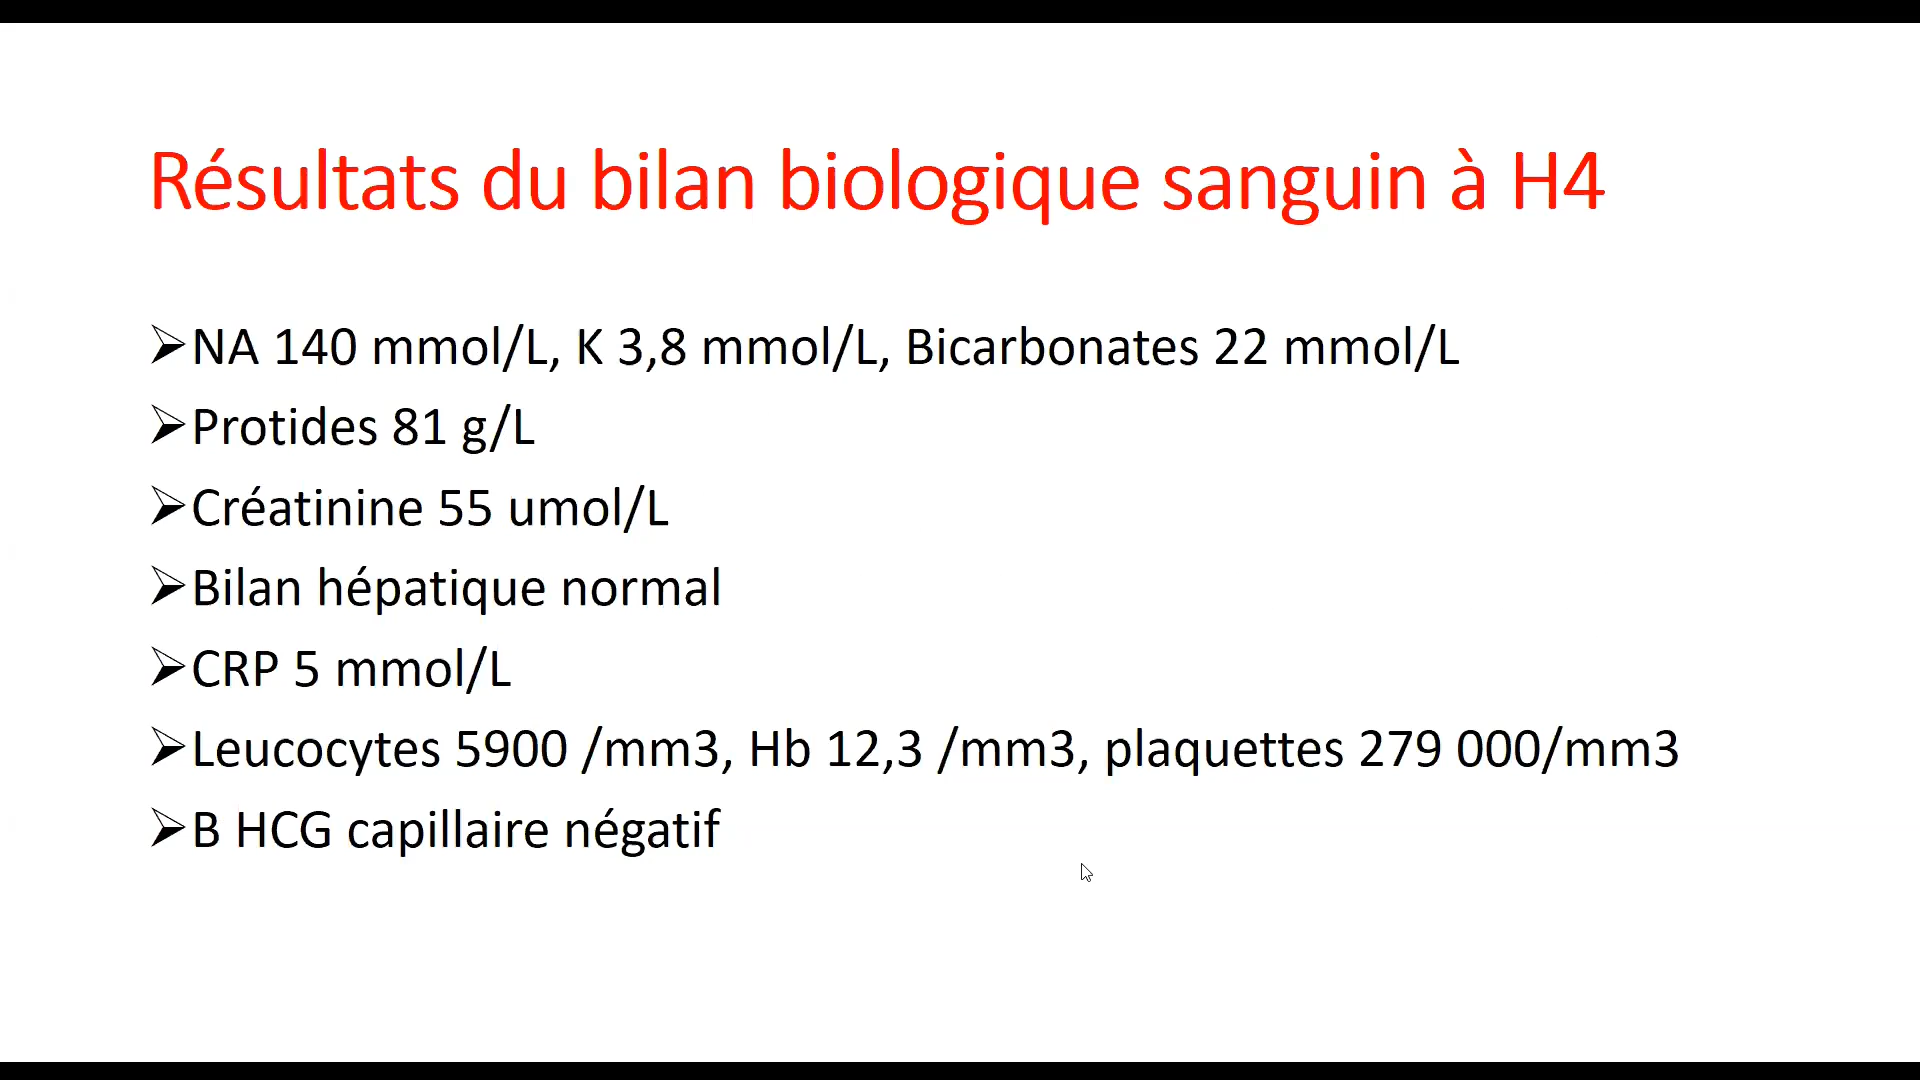 Résultats du bilan biologique sanguin à H4
➢NA 140 mmol/L, K 3,8 mmol/L, Bicarbonates 22 mmol/L
➢Protides 81 g/L
➢Créatinine 55 umol/L
➢Bilan hépatique normal
➢CRP 5 mmol/L
➢Leucocytes 5900 /mm3, Hb 12,3 /mm3, plaquettes 279 000/mm3
➢B HCG capillaire négatif